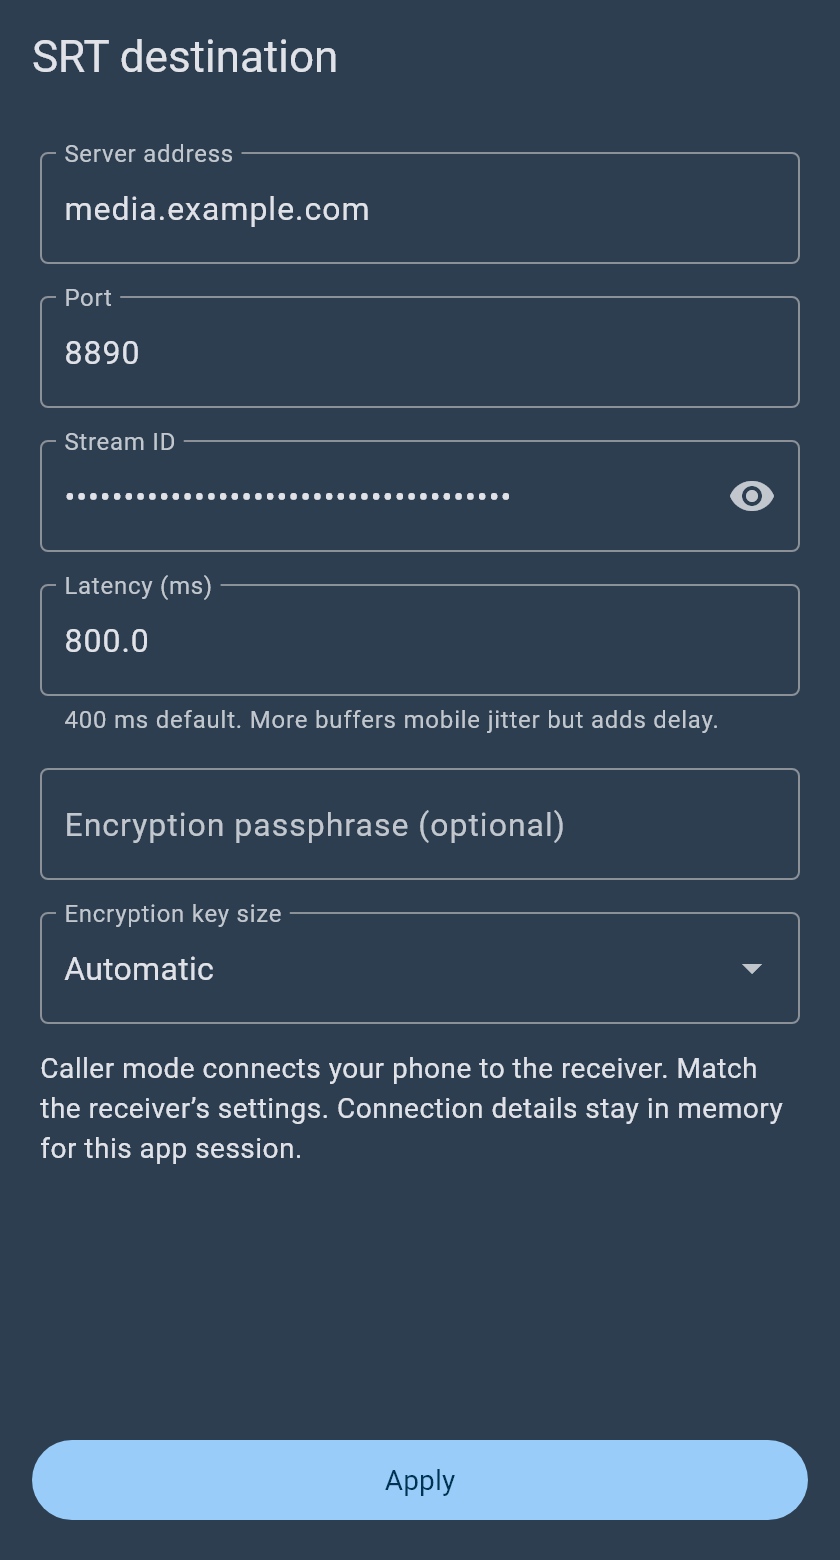 SRT destination
Server address
media.example.com
Port
8890
Stream ID
••••••••••••••••••••••••••••••••••••••
Latency (ms)
800.0
400 ms default. More buffers mobile jitter but adds delay.
Encryption passphrase (optional)
Encryption key size
Automatic
Caller mode connects your phone to the receiver. Match
the receiver’s settings. Connection details stay in memory
for this app session.
Apply